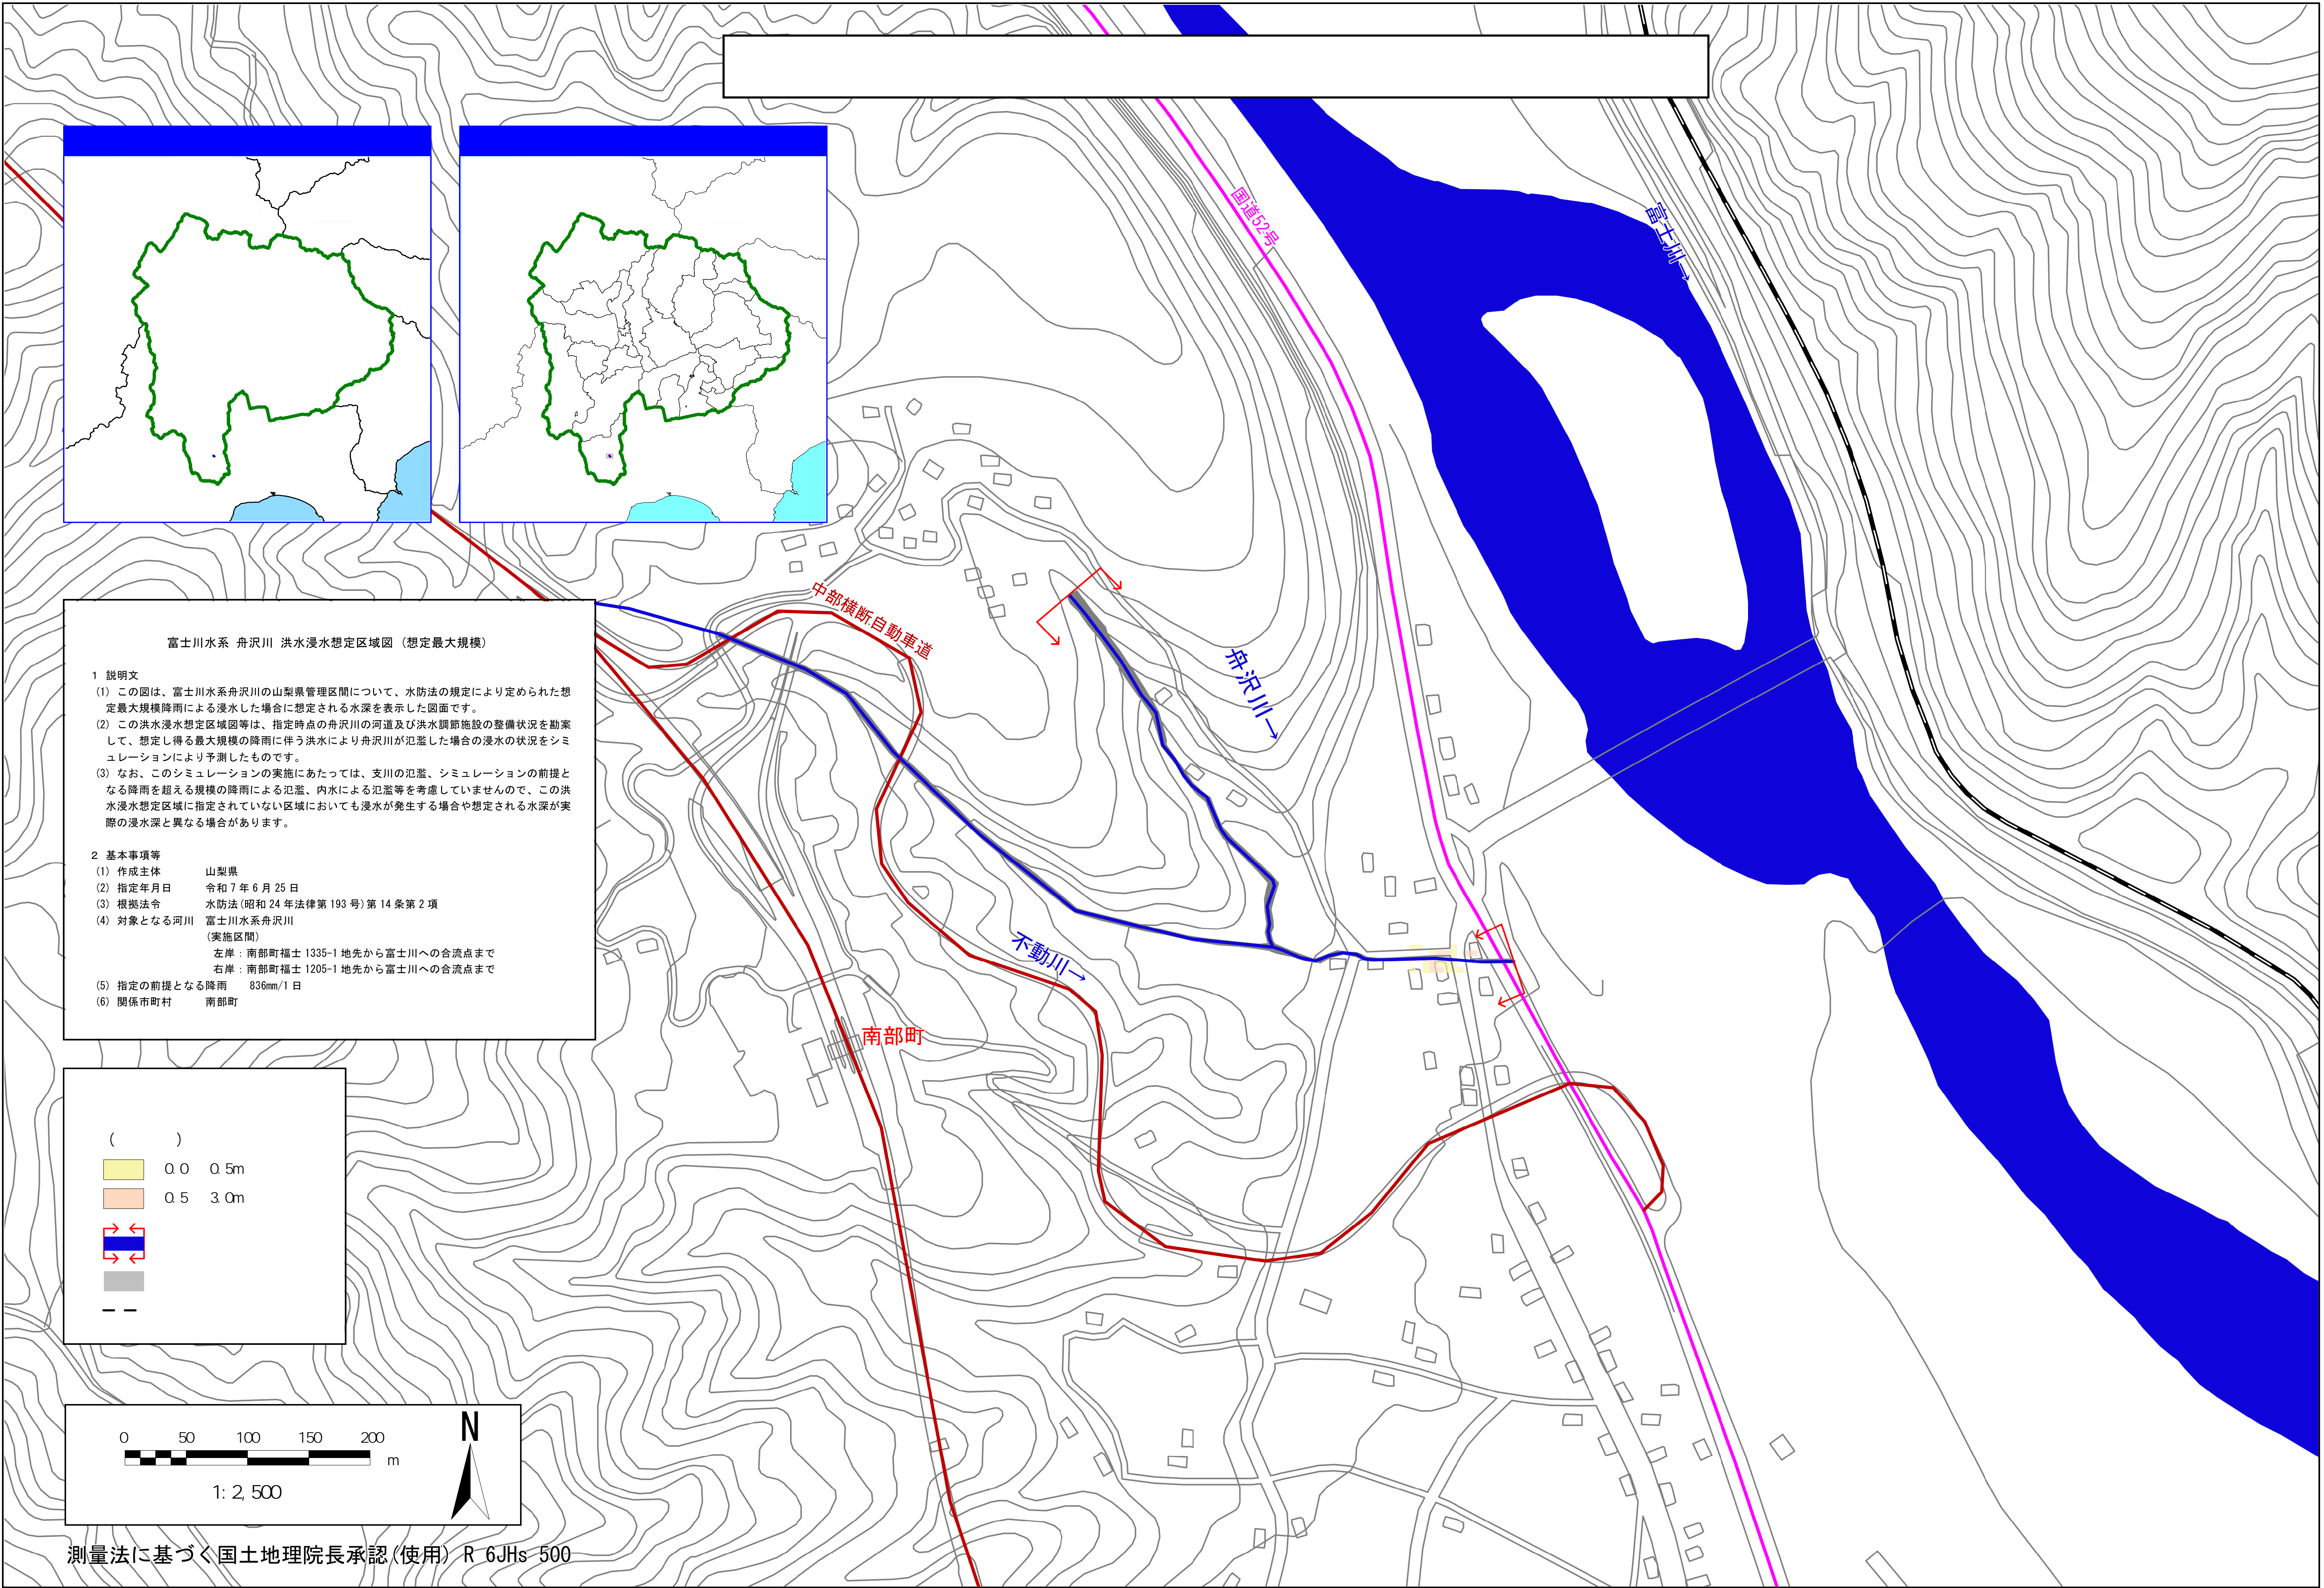 国道52号
富士川→
中部横断自動車道
舟沢川→
不動川→
南部町
富士川水系 舟沢川 洪水浸水想定区域図（想定最大規模）
1 説明文
(1) この図は、富士川水系舟沢川の山梨県管理区間について、水防法の規定により定められた想
定最大規模降雨による浸水した場合に想定される水深を表示した図面です。
(2) この洪水浸水想定区域図等は、指定時点の舟沢川の河道及び洪水調節施設の整備状況を勘案
して、想定し得る最大規模の降雨に伴う洪水により舟沢川が氾濫した場合の浸水の状況をシミ
ュレーションにより予測したものです。
(3) なお、このシミュレーションの実施にあたっては、支川の氾濫、シミュレーションの前提と
なる降雨を超える規模の降雨による氾濫、内水による氾濫等を考慮していませんので、この洪
水浸水想定区域に指定されていない区域においても浸水が発生する場合や想定される水深が実
際の浸水深と異なる場合があります。
2 基本事項等
(1) 作成主体 山梨県
(2) 指定年月日 令和7年6月25日
(3) 根拠法令 水防法(昭和24年法律第193号)第14条第2項
(4) 対象となる河川 富士川水系舟沢川
(実施区間)
左岸：南部町福士1335-1地先から富士川への合流点まで
右岸：南部町福士1205-1地先から富士川への合流点まで
(5) 指定の前提となる降雨 836mm/1日
(6) 関係市町村 南部町
( )
0.0 0.5m
0.5 3.0m
0 50 100 150 200
m
1:2,500
N
測量法に基づく国土地理院長承認(使用) R 6JHs 500